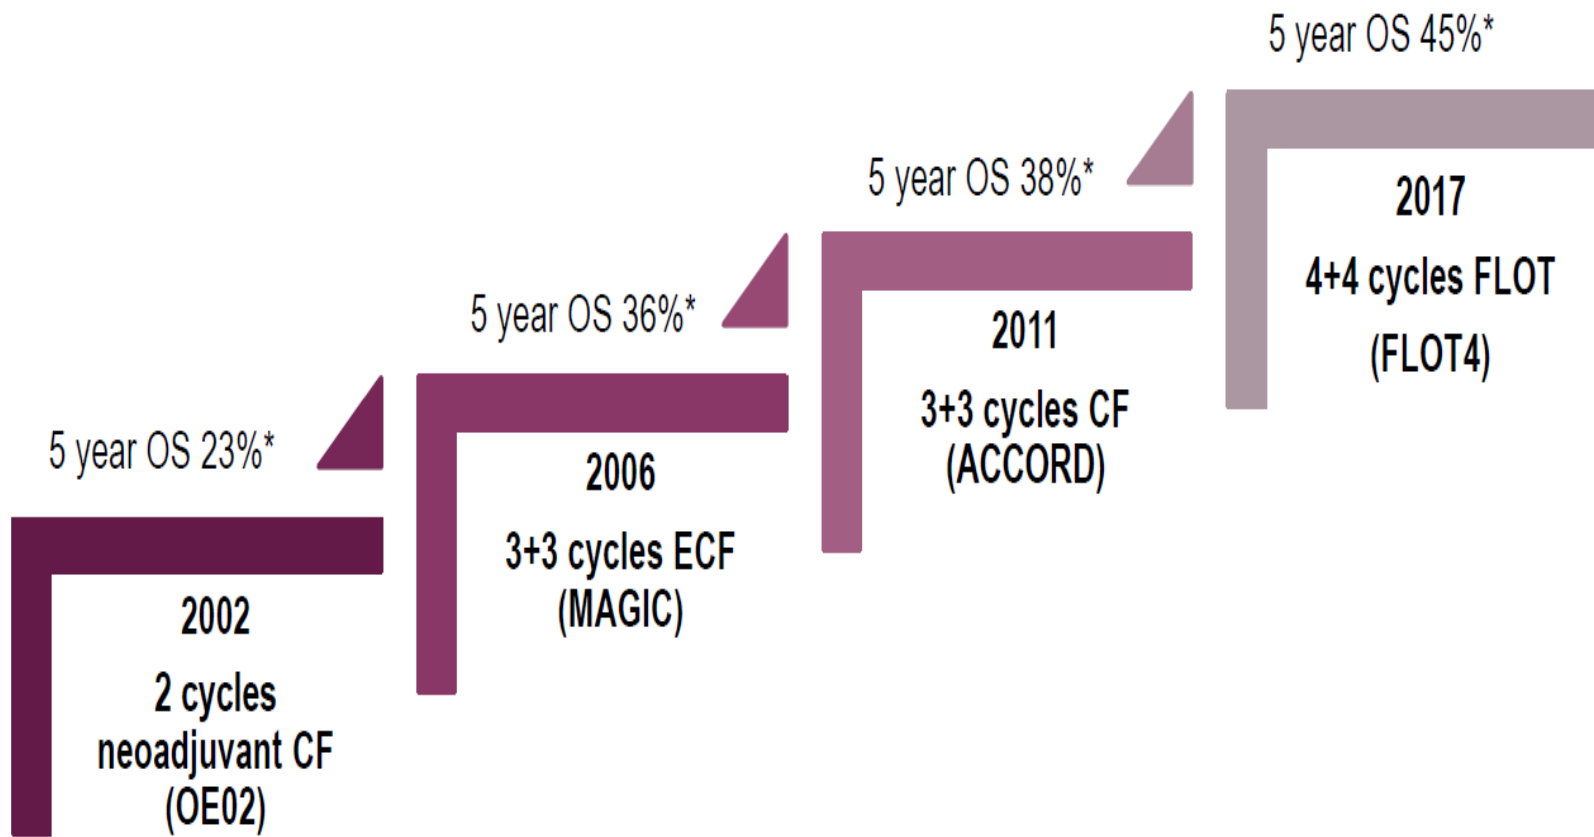 5 year OS 23%*
2002
2 cycles
neoadjuvant CF
(OE02)
5 year OS 36%*
2006
3+3 cycles ECF
(MAGIC)
5 year OS 38%*
2011
3+3 cycles CF
(ACCORD)
5 year OS 45%*
2017
4+4 cycles FLOT
(FLOT4)